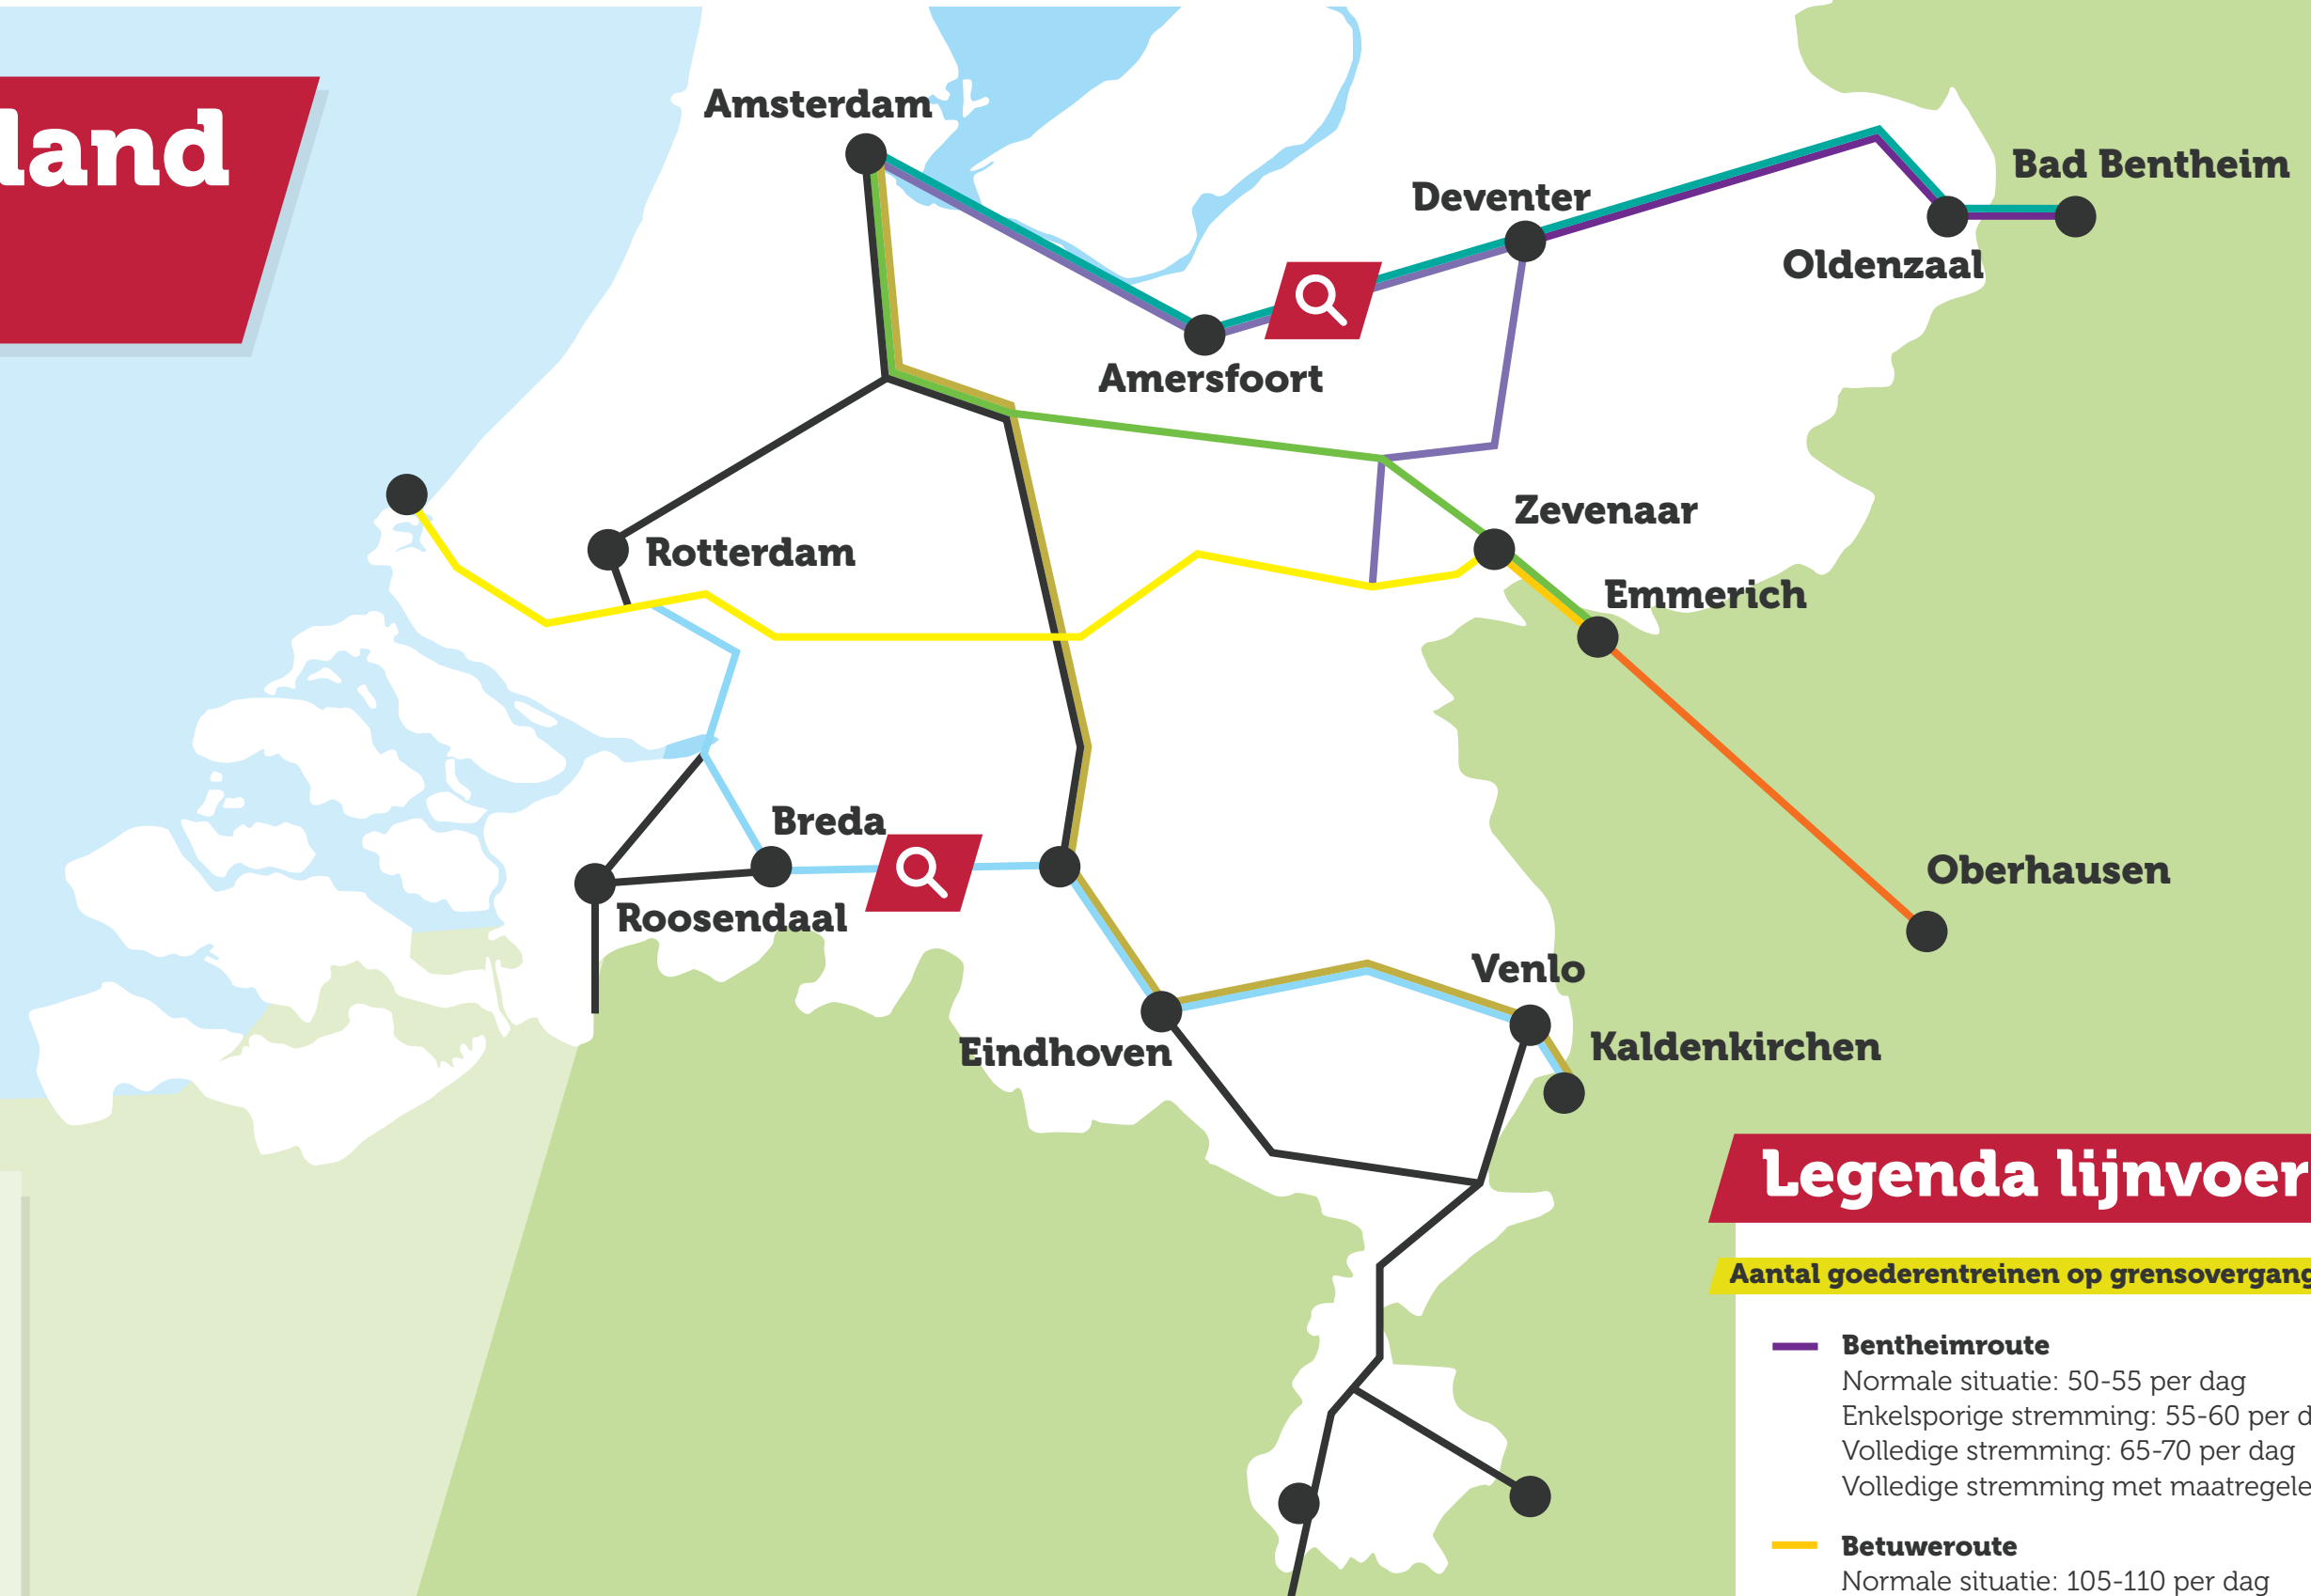 land
Amsterdam
Bad Bentheim
Deventer
Oldenzaal
Amersfoort
Zevenaar
Rotterdam
Emmerich
Breda
Oberhausen
Roosendaal
Venlo
Kaldenkirchen
Eindhoven
Legenda lijnvoer
Aantal goederentreinen op grensovergang
Bentheimroute
Normale situatie: 50-55 per dag
Enkelsporige stremming: 55-60 per d
Volledige stremming: 65-70 per dag
Volledige stremming met maatregele
Betuweroute
Normale situatie: 105-110 per dag